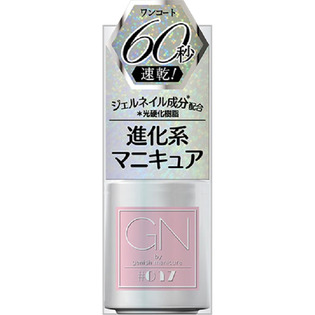 ワンコート
60秒
速乾!
ジェルネイル成分*配合
*光硬化樹脂
進化系
マニキュア
GN
by
#017